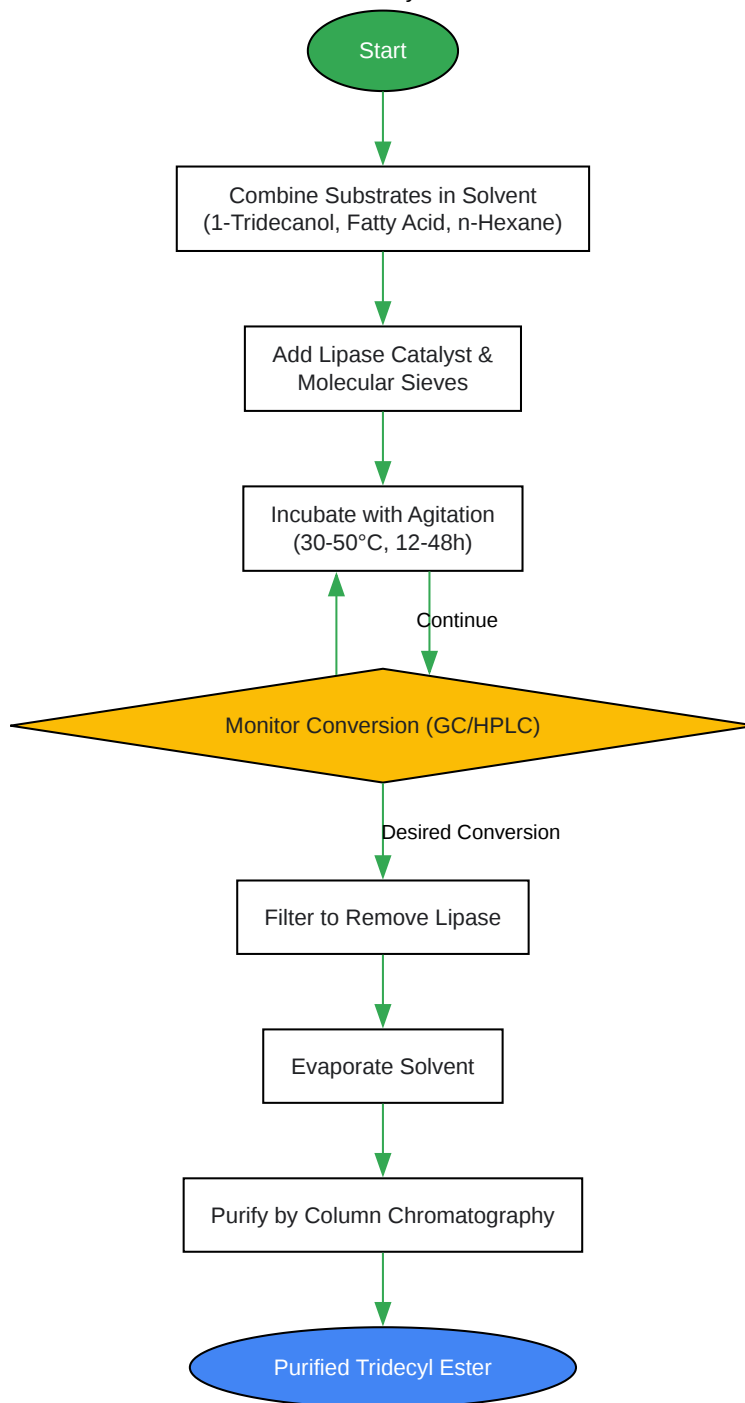 Start
Combine Substrates in Solvent
(1-Tridecanol, Fatty Acid, n-Hexane)
Add Lipase Catalyst &
Molecular Sieves
Incubate with Agitation
(30-50°C, 12-48h)
Continue
Monitor Conversion (GC/HPLC)
Desired Conversion
Filter to Remove Lipase
Evaporate Solvent
Purify by Column Chromatography
Purified Tridecyl Ester